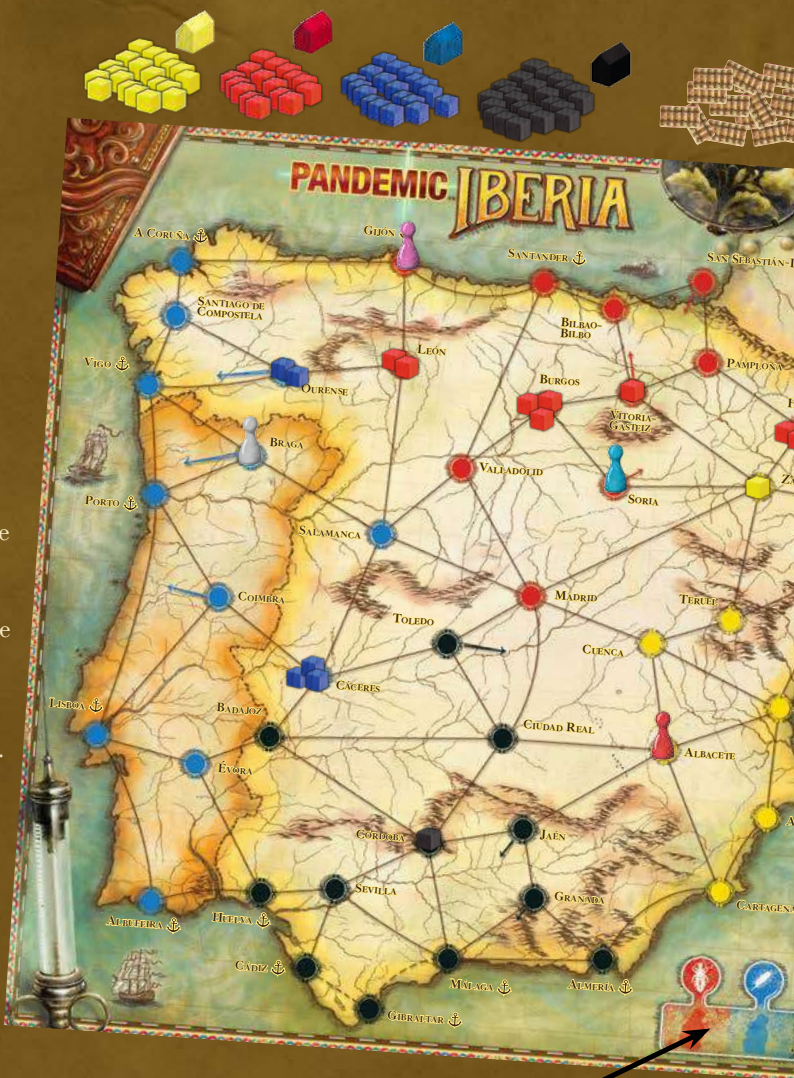 PANDEMIC IBERIA
A CORUÑA
GIJÓN
SANTANDER
SAN SEBASTIÁN-
SANTIAGO DE
COMPOSTELA
BILBAO-
BILBO
VIGO
LEÓN
PAMPLONA
OURENSE
BURGOS
VITORIA-
GASTEIZ
BRAGA
VALLADOLID
SORIA
PORTO
SALAMANCA
e
COIMBRA
MADRID
TERUEL
TOLEDO
CUENCA
e
CÁCERES
LISBOA
BADAJOZ
CIUDAD REAL
ALBACETE
ÉVORA
CÓRDOBA
JAÉN
SEVILLA
GRANADA
CARTAGENA
ALBUFEIRA
HUELVA
CÁDIZ
MÁLAGA
ALMERÍA
GIBRALTAR